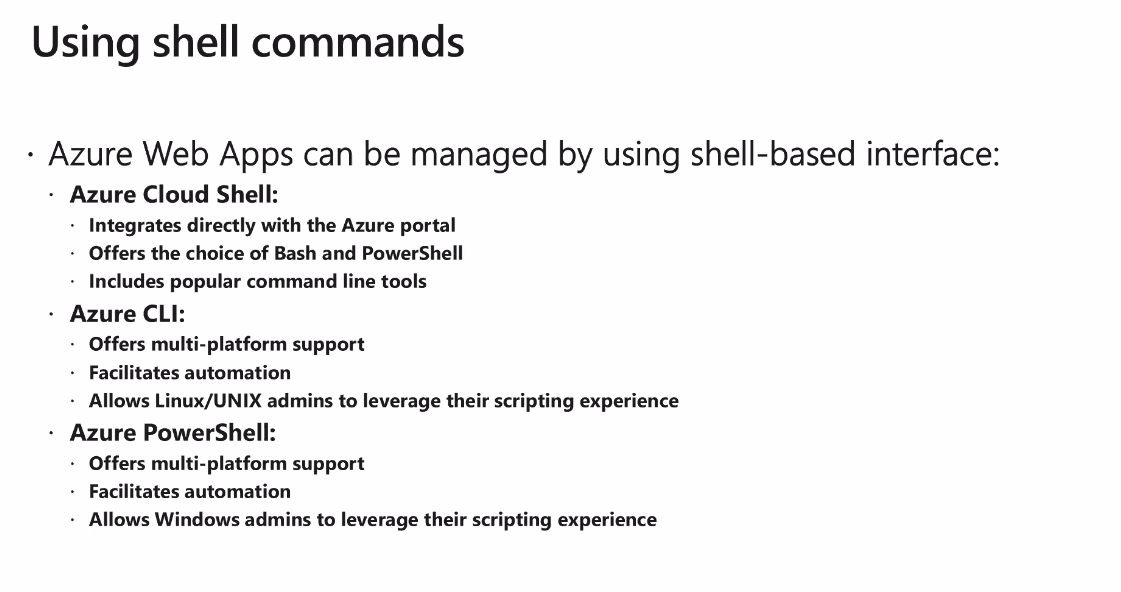 Using shell commands
· Azure Web Apps can be managed by using shell-based interface:
· Azure Cloud Shell:
· Integrates directly with the Azure portal
· Offers the choice of Bash and PowerShell
· Includes popular command line tools
· Azure CLI:
· Offers multi-platform support
· Facilitates automation
· Allows Linux/UNIX admins to leverage their scripting experience
· Azure PowerShell:
· Offers multi-platform support
· Facilitates automation
· Allows Windows admins to leverage their scripting experience